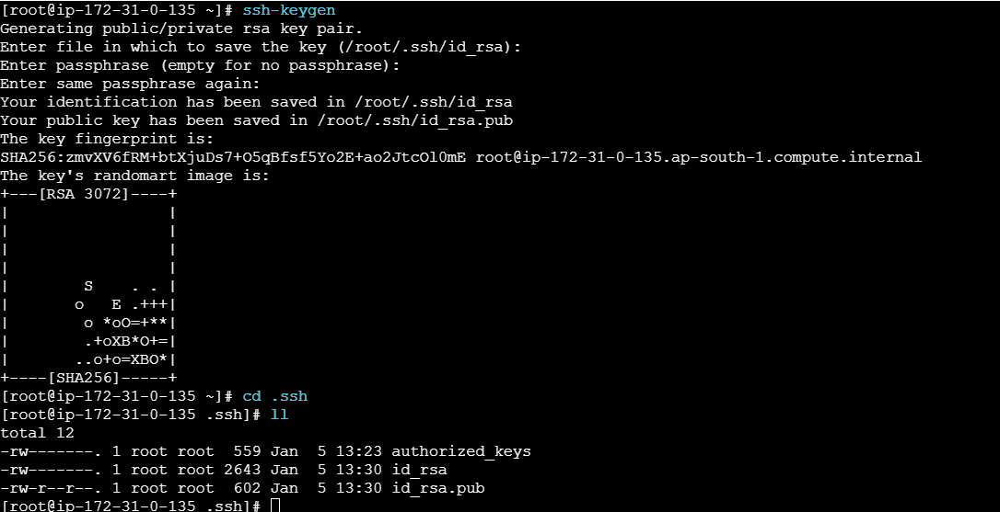 [root@ip-172-31-0-135 ~]# ssh-keygen
Generating public/private rsa key pair.
Enter file in which to save the key (/root/.ssh/id_rsa):
Enter passphrase (empty for no passphrase):
Enter same passphrase again:
Your identification has been saved in /root/.ssh/id_rsa
Your public key has been saved in /root/.ssh/id_rsa.pub
The key fingerprint is:
SHA256:zmvXV6fRM+btXjuDs7+O5qBfsf5Yo2E+ao2JtcOl0mE root@ip-172-31-0-135.ap-south-1.compute.internal
The key's randomart image is:
+---[RSA 3072]----+
|                 |
|                 |
|                 |
|                 |
|        S    . . |
|       o   E .+++|
|        o *oO=+**|
|        .+oXB*O+=|
|       ..o+o=XBO*|
+----[SHA256]-----+
[root@ip-172-31-0-135 ~]# cd .ssh
[root@ip-172-31-0-135 .ssh]# ll
total 12
-rw-------. 1 root root  559 Jan  5 13:23 authorized_keys
-rw-------. 1 root root 2643 Jan  5 13:30 id_rsa
-rw-r--r--. 1 root root  602 Jan  5 13:30 id_rsa.pub
[root@ip-172-31-0-135 .ssh]#